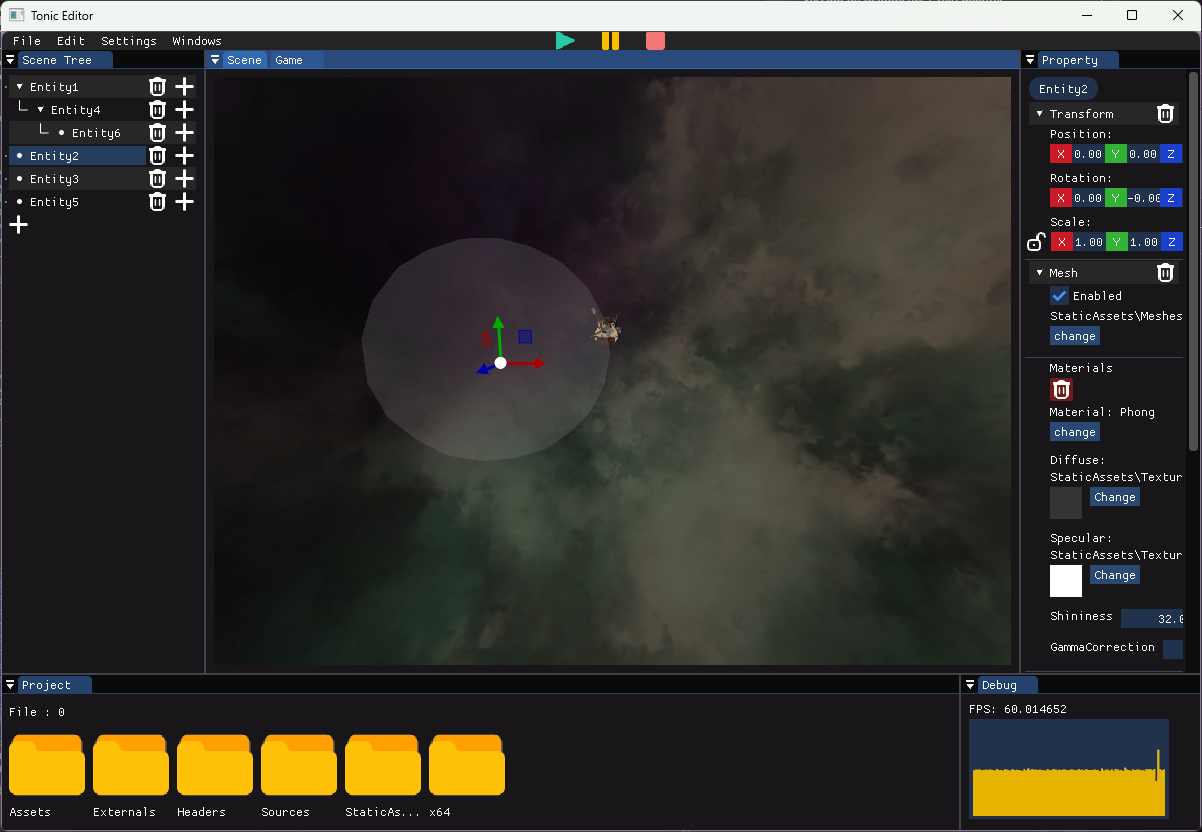 Tonic Editor
File Edit Settings Windows
Scene Tree
Entity1
Entity4
Entity6
Entity2
Entity3
Entity5
Scene Game
Property
Entity2
Transform
Position:
X 0.00 Y 0.00 Z
Rotation:
X 0.00 Y -0.00 Z
Scale:
X 1.00 Y 1.00 Z
Mesh
Enabled
StaticAssets\Meshes
change
Materials
Material: Phong
change
Diffuse:
StaticAssets\Textur
Change
Specular:
StaticAssets\Textur
Change
Shininess 32.0
GammaCorrection
Project
File : 0
Assets Externals Headers Sources StaticAs... x64
Debug
FPS: 60.014652